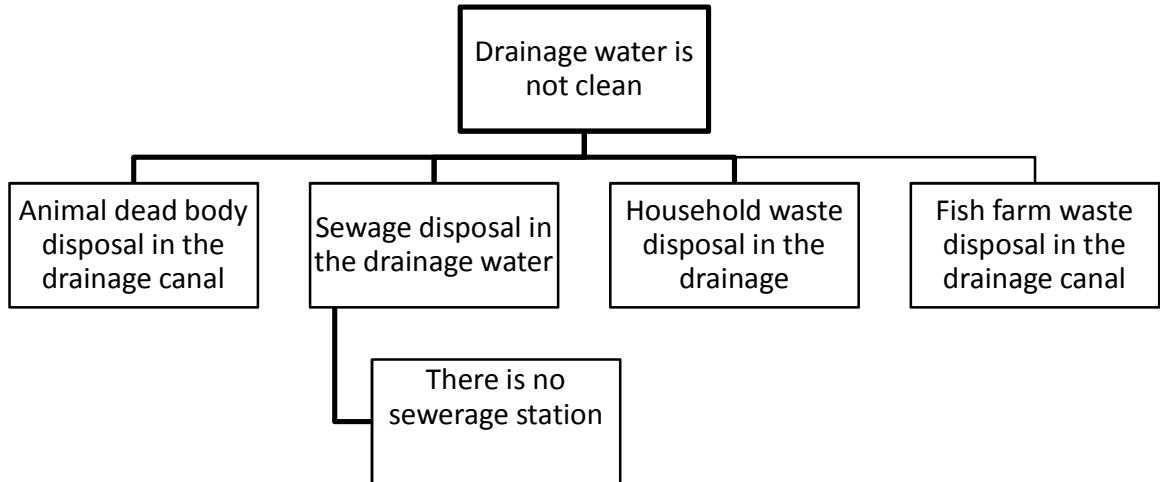 Drainage water is
not clean
Animal dead body
disposal in the
drainage canal
Sewage disposal in
the drainage water
Household waste
disposal in the
drainage
Fish farm waste
disposal in the
drainage canal
There is no
sewerage station